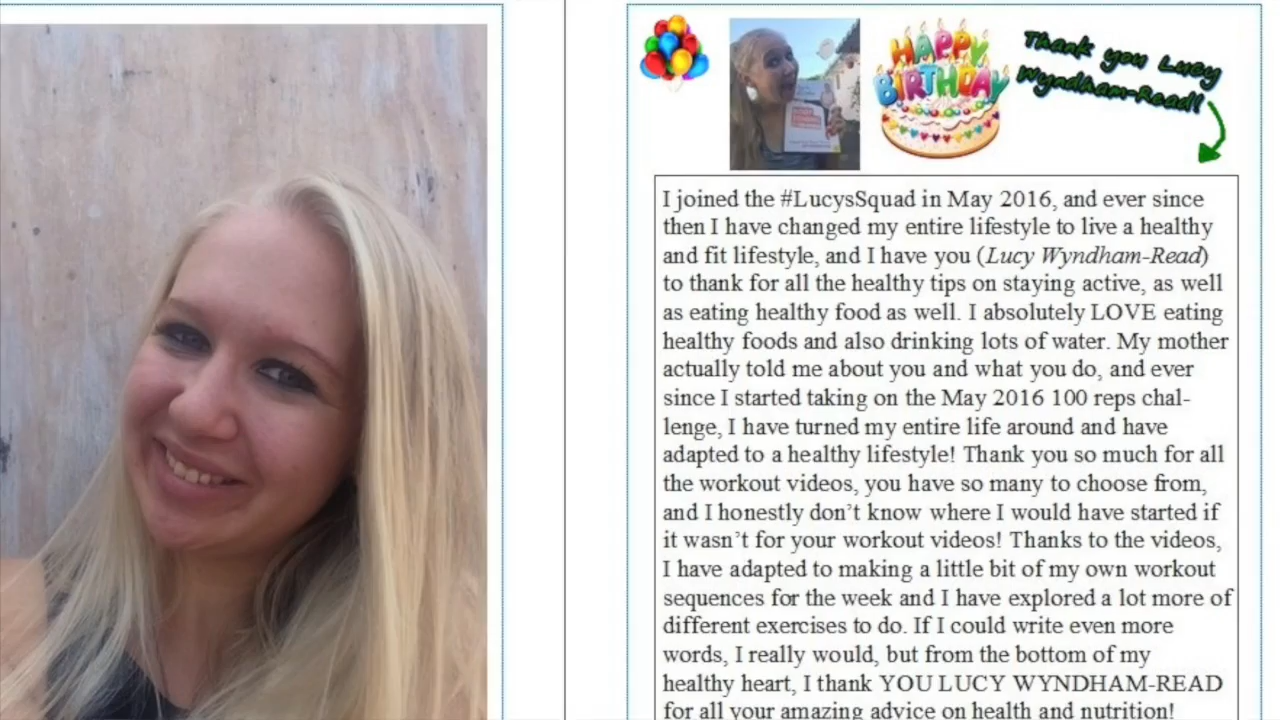 HAPPY
BIRTHDAY
Thank you Lucy
Wyndham-Read!
I joined the #LucysSquad in May 2016, and ever since
then I have changed my entire lifestyle to live a healthy
and fit lifestyle, and I have you (Lucy Wyndham-Read)
to thank for all the healthy tips on staying active, as well
as eating healthy food as well. I absolutely LOVE eating
healthy foods and also drinking lots of water. My mother
actually told me about you and what you do, and ever
since I started taking on the May 2016 100 reps chal-
lenge, I have turned my entire life around and have
adapted to a healthy lifestyle! Thank you so much for all
the workout videos, you have so many to choose from,
and I honestly don’t know where I would have started if
it wasn’t for your workout videos! Thanks to the videos,
I have adapted to making a little bit of my own workout
sequences for the week and I have explored a lot more of
different exercises to do. If I could write even more
words, I really would, but from the bottom of my
healthy heart, I thank YOU LUCY WYNDHAM-READ
for all your amazing advice on health and nutrition!